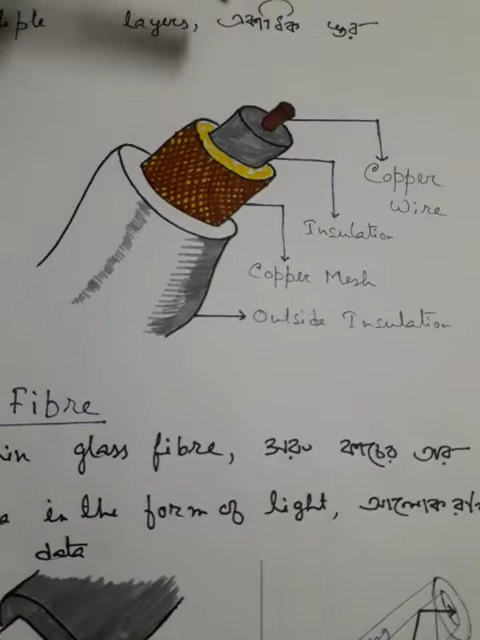 layers, একাধিক স্তর
Copper
Wire
Insulation
Copper Mesh
Outside Insulation
Fibre
glass fibre, সরু কাচের তার
in the form of light,
data